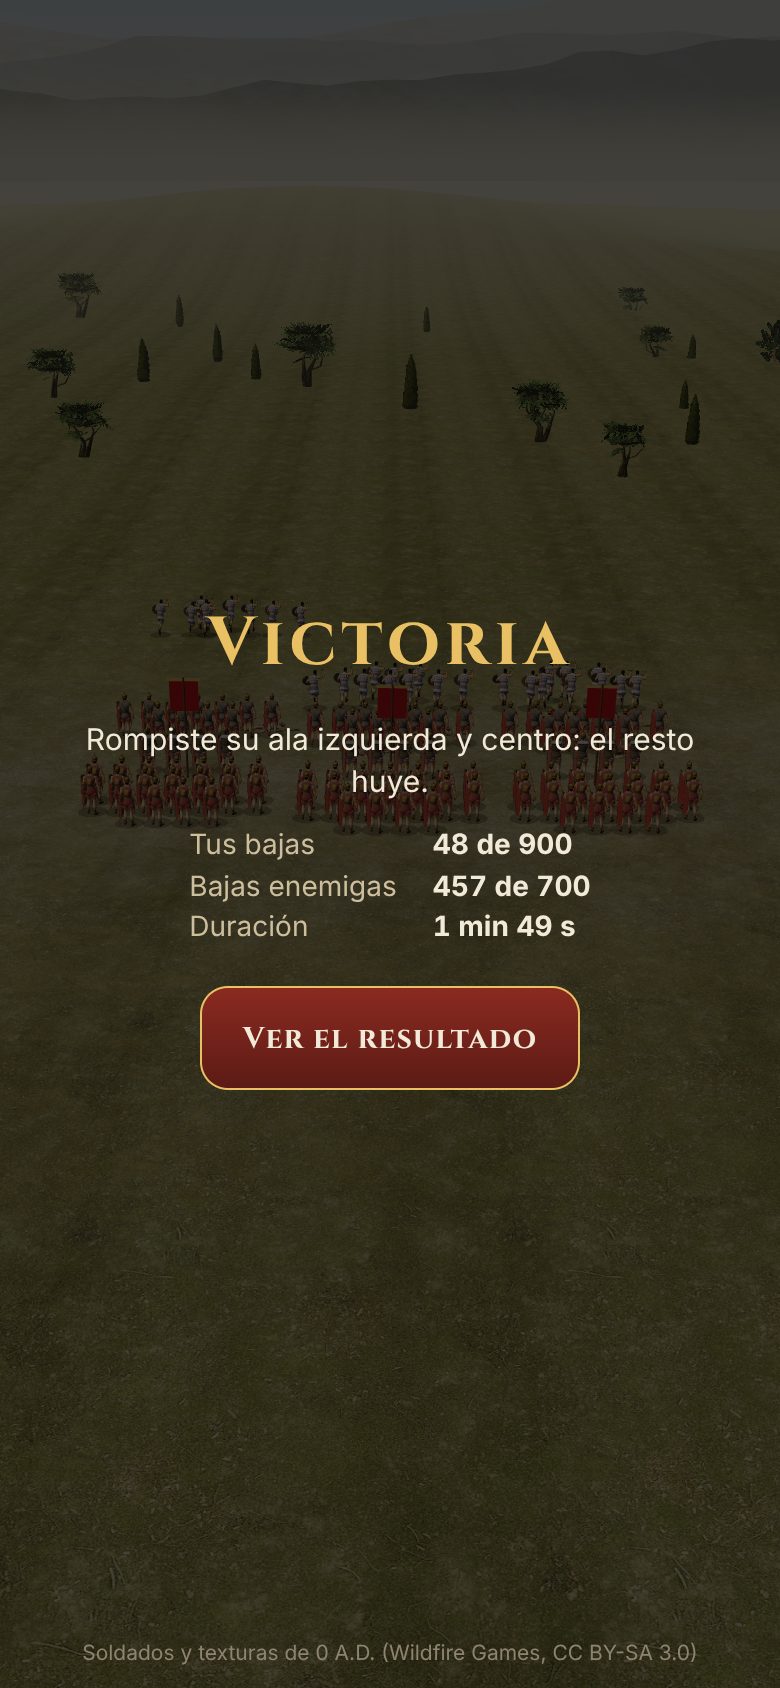 Victoria
Rompiste su ala izquierda y centro: el resto
huye.
Tus bajas 48 de 900
Bajas enemigas 457 de 700
Duración 1 min 49 s
Ver el resultado
Soldados y texturas de 0 A.D. (Wildfire Games, CC BY-SA 3.0)